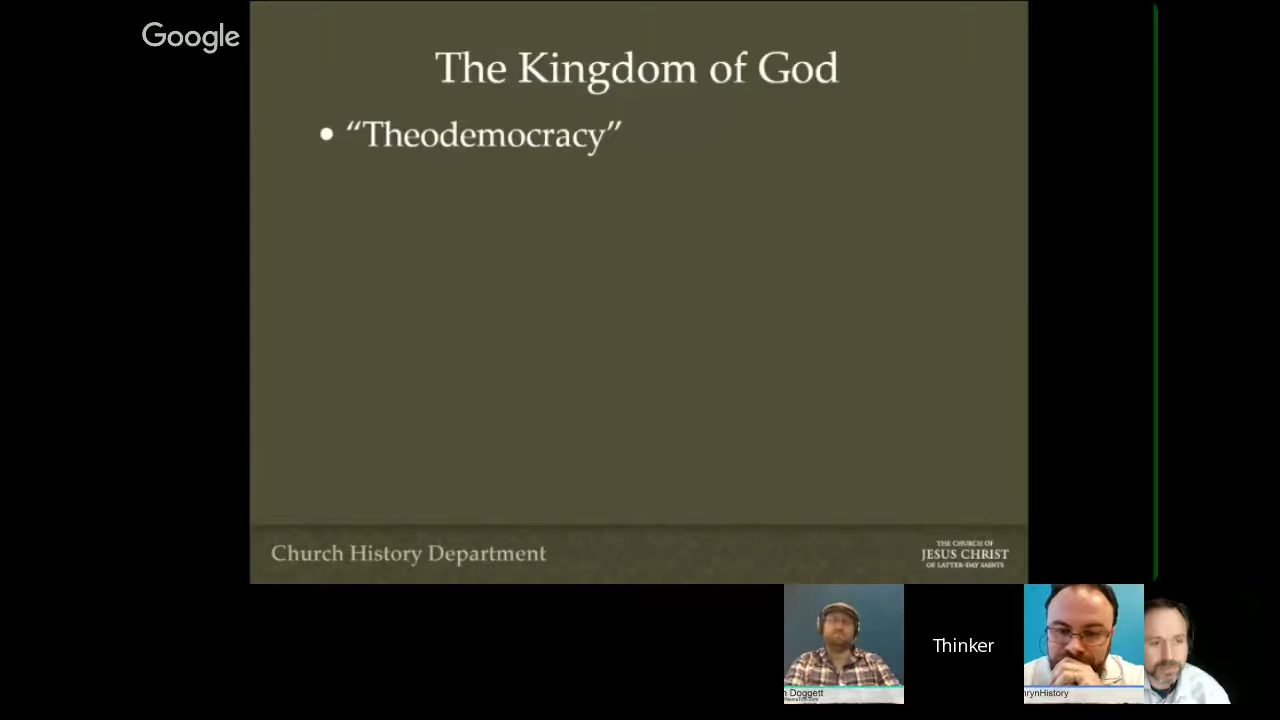 Google
The Kingdom of God
• “Theodemocracy”
Church History Department
THE CHURCH OF
JESUS CHRIST
OF LATTER-DAY SAINTS
Thinker
Doggett
rynHistory